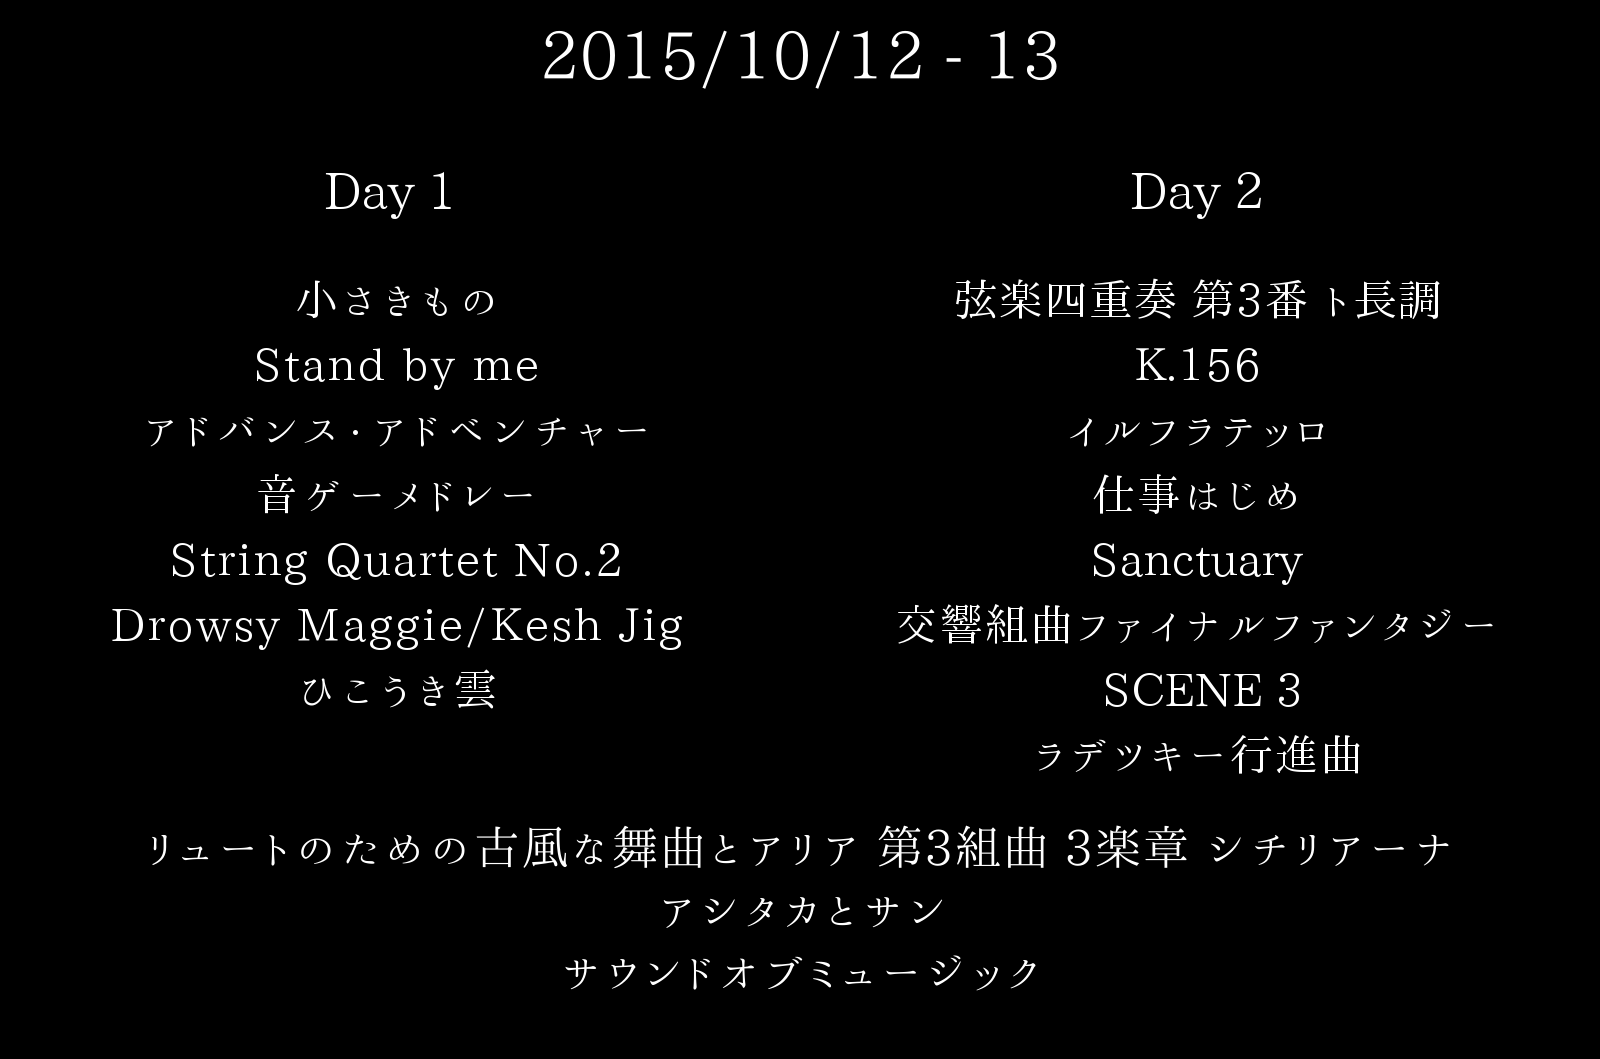 2015/10/12 - 13
Day 1
小さきもの
Stand by me
アドバンス・アドベンチャー
音ゲーメドレー
String Quartet No.2
Drowsy Maggie/Kesh Jig
ひこうき雲
Day 2
弦楽四重奏 第3番 ト長調
K.156
イルフラテッロ
仕事はじめ
Sanctuary
交響組曲ファイナルファンタジー
SCENE 3
ラデツキー行進曲
リュートのための古風な舞曲とアリア 第3組曲 3楽章 シチリアーナ
アシタカとサン
サウンドオブミュージック